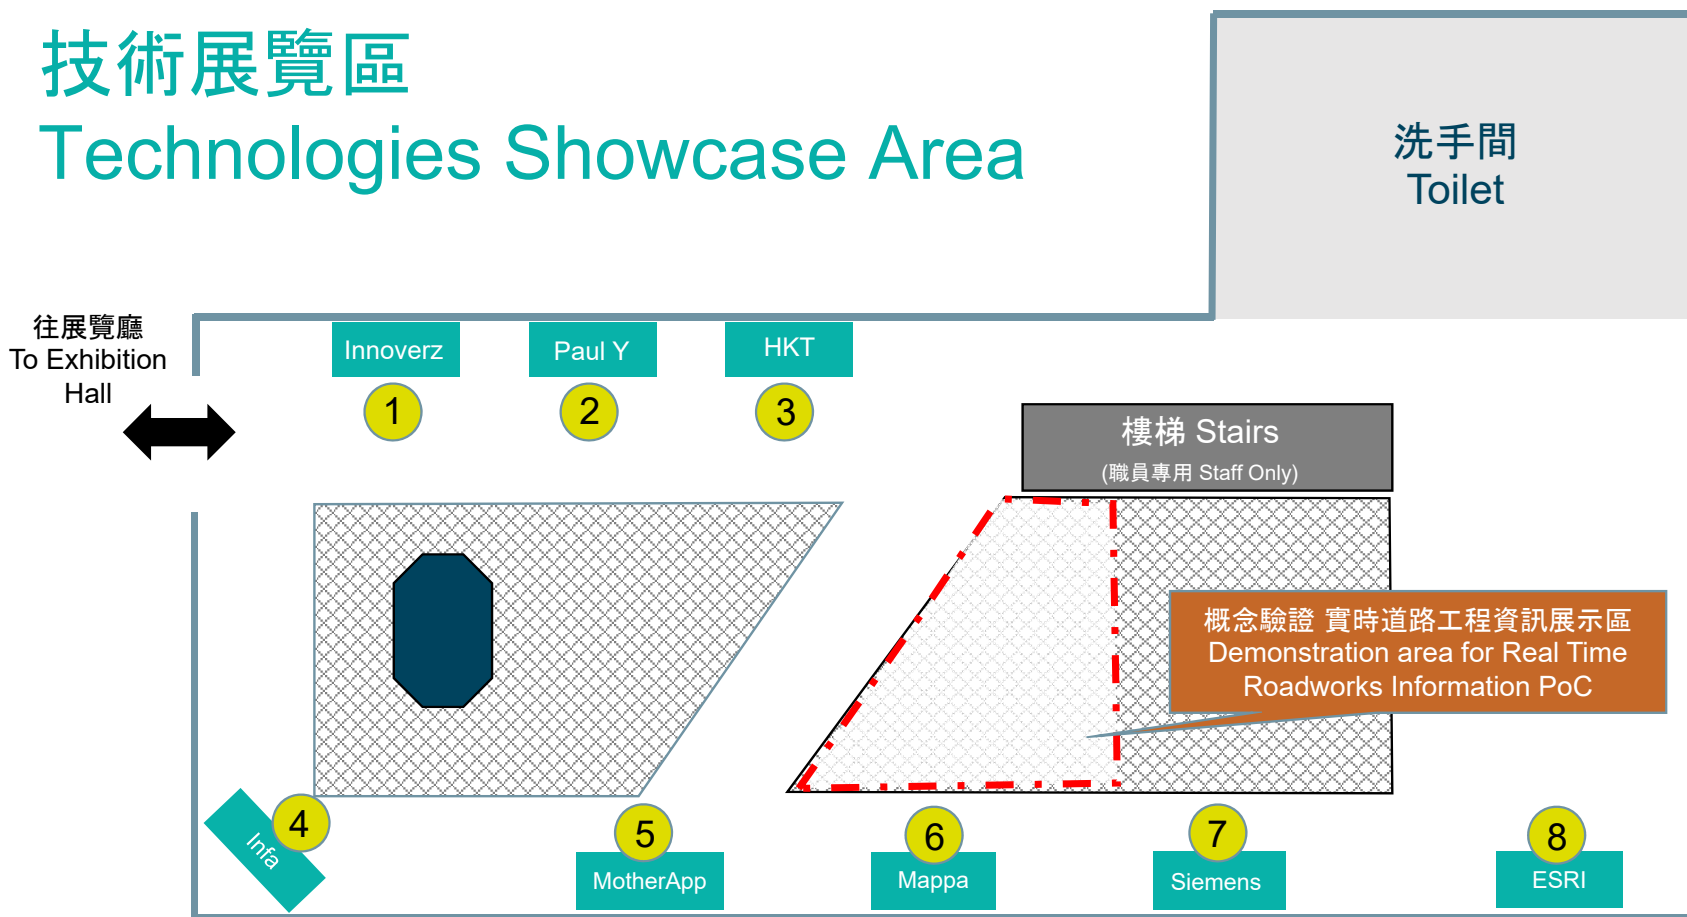 技術展覽區
Technologies Showcase Area
洗手間
Toilet
往展覽廳
To Exhibition
Hall
Innoverz
Paul Y
HKT
1
2
3
樓梯 Stairs
(職員專用 Staff Only)
概念驗證 實時道路工程資訊展示區
Demonstration area for Real Time
Roadworks Information PoC
4
5
6
7
8
Infa
MotherApp
Mappa
Siemens
ESRI